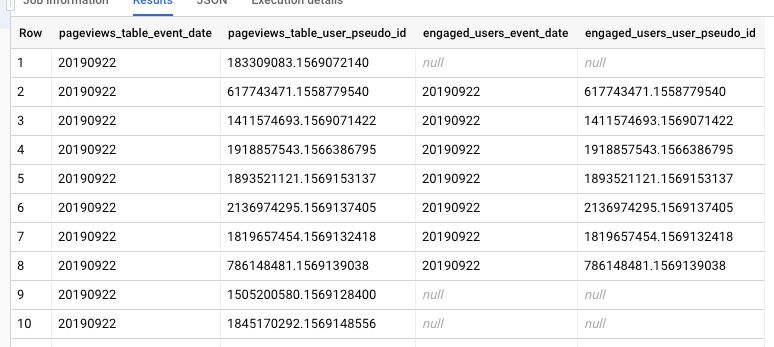 Job information Results JSON Execution details
Row pageviews_table_event_date pageviews_table_user_pseudo_id engaged_users_event_date engaged_users_user_pseudo_id
1 20190922 183309083.1569072140 null null
2 20190922 617743471.1558779540 20190922 617743471.1558779540
3 20190922 1411574693.1569071422 20190922 1411574693.1569071422
4 20190922 1918857543.1566386795 20190922 1918857543.1566386795
5 20190922 1893521121.1569153137 20190922 1893521121.1569153137
6 20190922 2136974295.1569137405 20190922 2136974295.1569137405
7 20190922 1819657454.1569132418 20190922 1819657454.1569132418
8 20190922 786148481.1569139038 20190922 786148481.1569139038
9 20190922 1505200580.1569128400 null null
10 20190922 1845170292.1569148556 null null